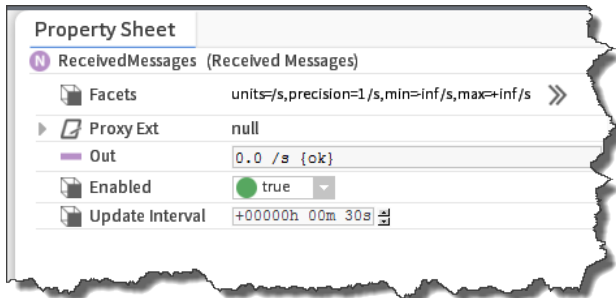 Property Sheet
N ReceivedMessages (Received Messages)
Facets units=/s,precision=1/s,min=-inf/s,max=+inf/s
Proxy Ext null
Out 0.0 /s {ok}
Enabled true
Update Interval +00000h 00m 30s